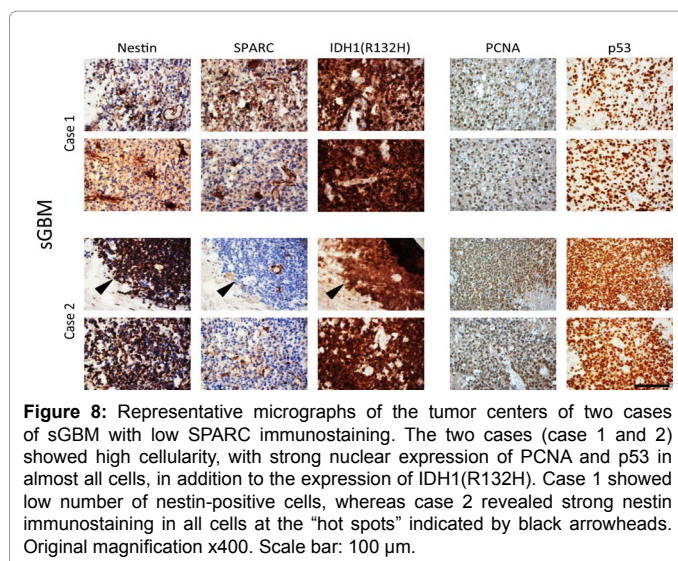 Nestin SPARC IDH1(R132H) PCNA p53
sGBM
Case 1
Case 2
Figure 8: Representative micrographs of the tumor centers of two cases
of sGBM with low SPARC immunostaining. The two cases (case 1 and 2)
showed high cellularity, with strong nuclear expression of PCNA and p53 in
almost all cells, in addition to the expression of IDH1(R132H). Case 1 showed
low number of nestin-positive cells, whereas case 2 revealed strong nestin
immunostaining in all cells at the “hot spots” indicated by black arrowheads.
Original magnification x400. Scale bar: 100 µm.